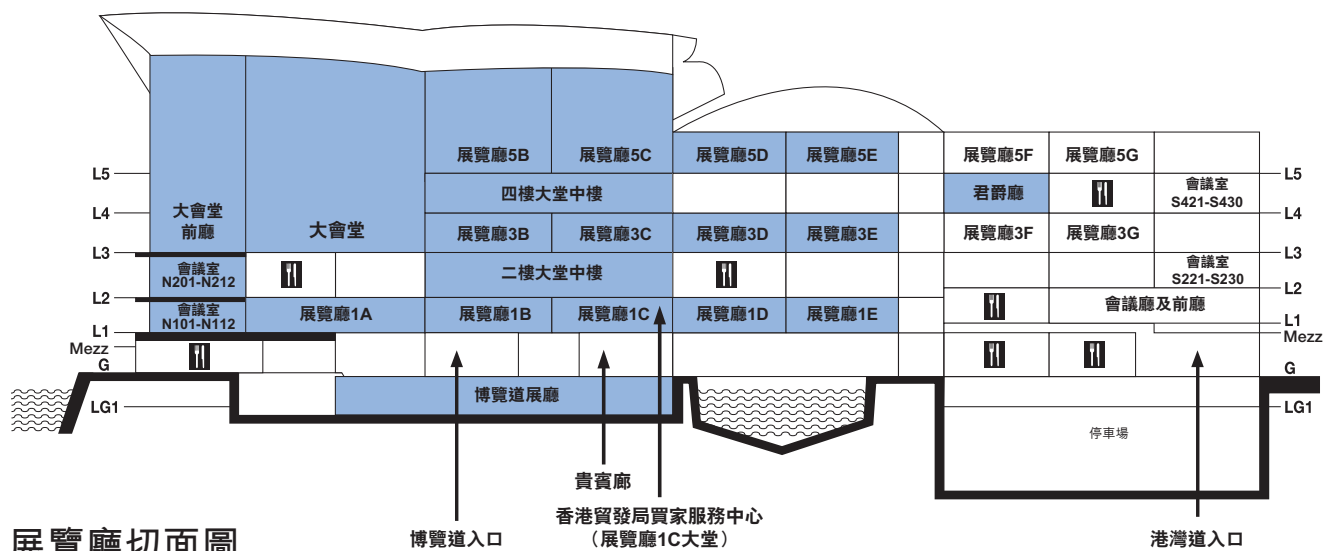 展覽廳5B
展覽廳5C
展覽廳5D
展覽廳5E
展覽廳5F
展覽廳5G
L5
L5
四樓大堂中樓
君爵廳
會議室
S421-S430
L4
L4
大會堂
前廳
大會堂
展覽廳3B
展覽廳3C
展覽廳3D
展覽廳3E
展覽廳3F
展覽廳3G
L3
L3
會議室
N201-N212
二樓大堂中樓
會議室
S221-S230
L2
L2
會議室
N101-N112
展覽廳1A
展覽廳1B
展覽廳1C
展覽廳1D
展覽廳1E
會議廳及前廳
L1
L1
Mezz
Mezz
G
G
博覽道展廳
LG1
LG1
停車場
貴賓廊
香港貿發局買家服務中心
（展覽廳1C大堂）
博覽道入口
港灣道入口
展覽廳切面圖